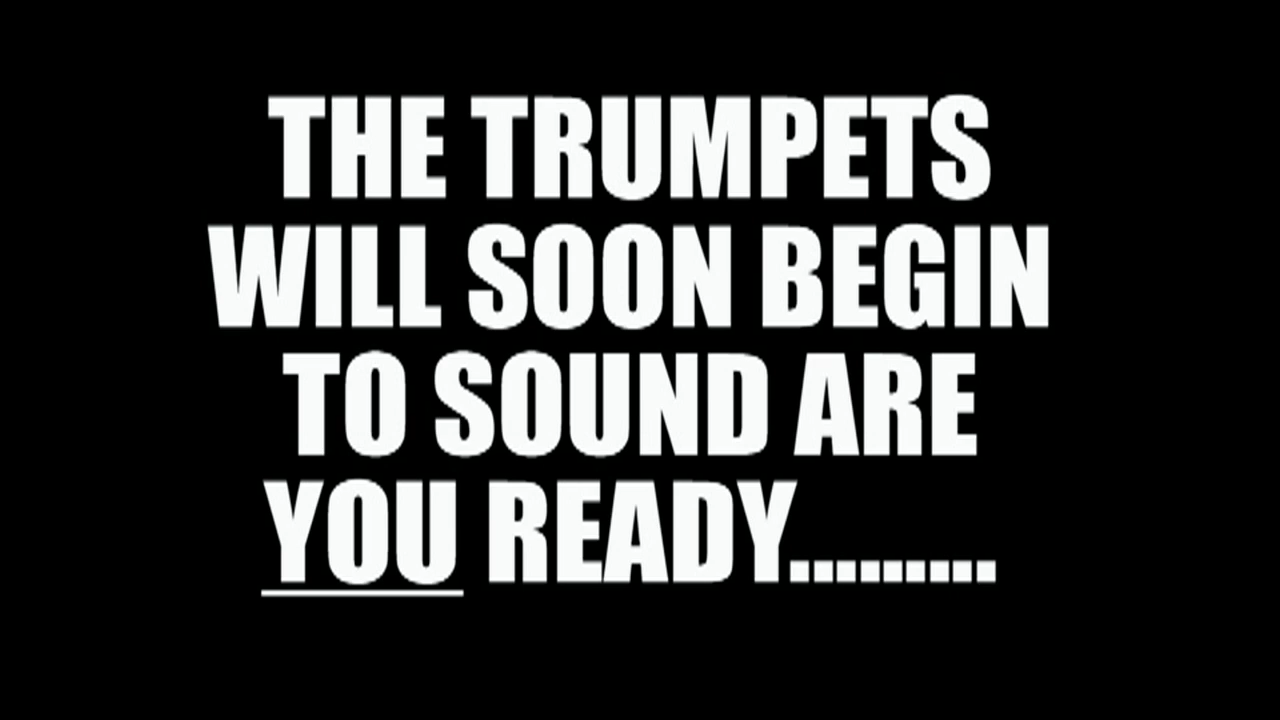 THE TRUMPETS
WILL SOON BEGIN
TO SOUND ARE
YOU READY.........